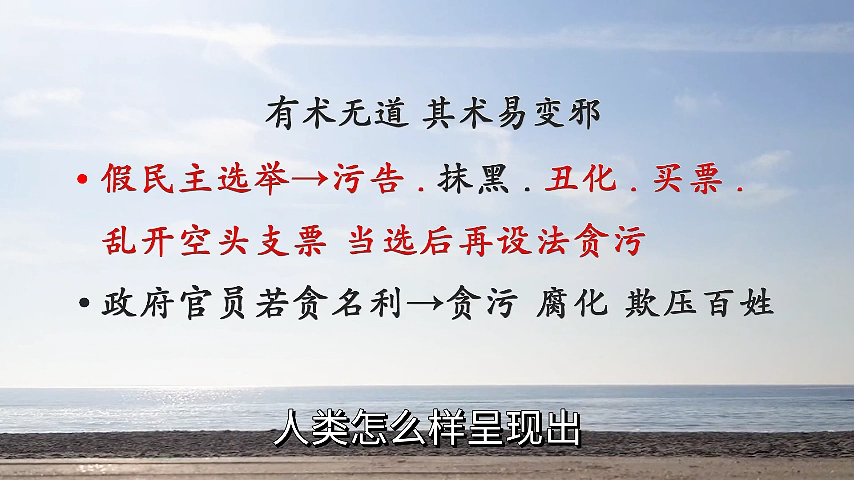 有术无道 其术易变邪
• 假民主选举→污告 . 抹黑 . 丑化 . 买票 .
乱开空头支票 当选后再设法贪污
• 政府官员若贪名利→贪污 腐化 欺压百姓
人类怎么样呈现出